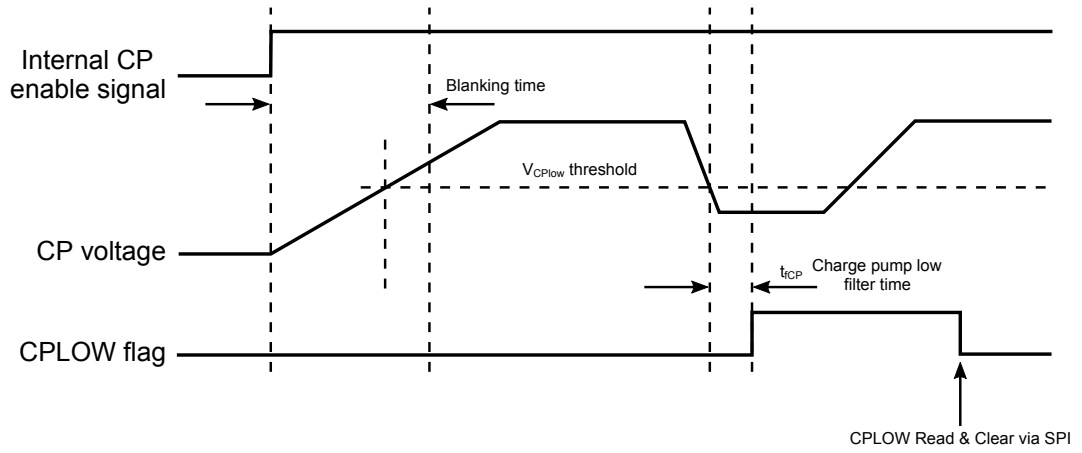 Internal CP
enable signal
Blanking time
VCPlow threshold
CP voltage
tfCP Charge pump low
filter time
CPLOW flag
CPLOW Read & Clear via SPI